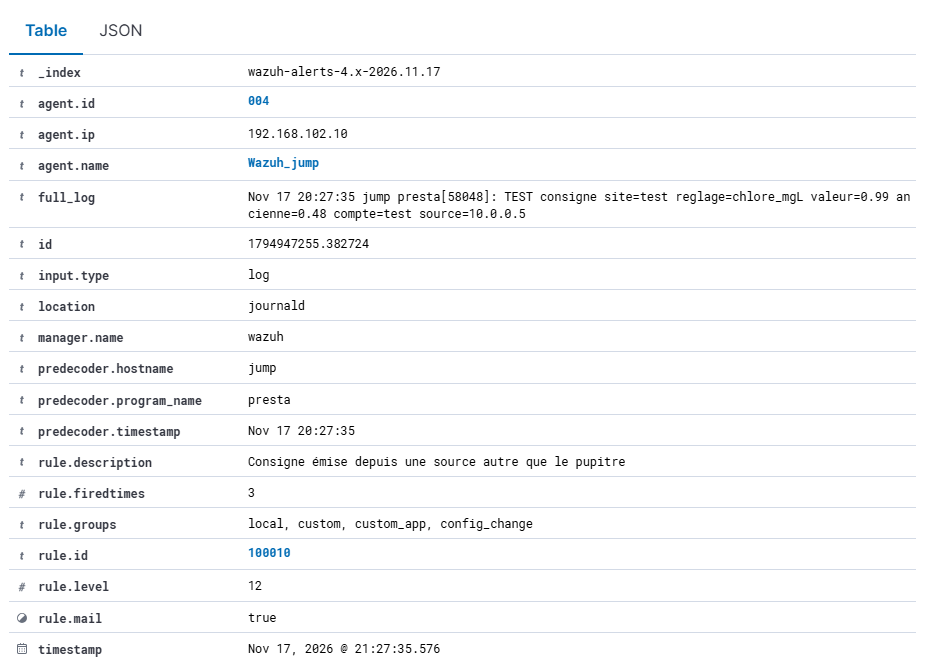 Table JSON
t _index wazuh-alerts-4.x-2026.11.17
t agent.id 004
t agent.ip 192.168.102.10
t agent.name Wazuh_jump
t full_log Nov 17 20:27:35 jump presta[58048]: TEST consigne site=test reglage=chlore_mgL valeur=0.99 an
cienne=0.48 compte=test source=10.0.0.5
t id 1794947255.382724
t input.type log
t location journald
t manager.name wazuh
t predecoder.hostname jump
t predecoder.program_name presta
t predecoder.timestamp Nov 17 20:27:35
t rule.description Consigne émise depuis une source autre que le pupitre
# rule.firedtimes 3
t rule.groups local, custom, custom_app, config_change
t rule.id 100010
# rule.level 12
rule.mail true
timestamp Nov 17, 2026 @ 21:27:35.576